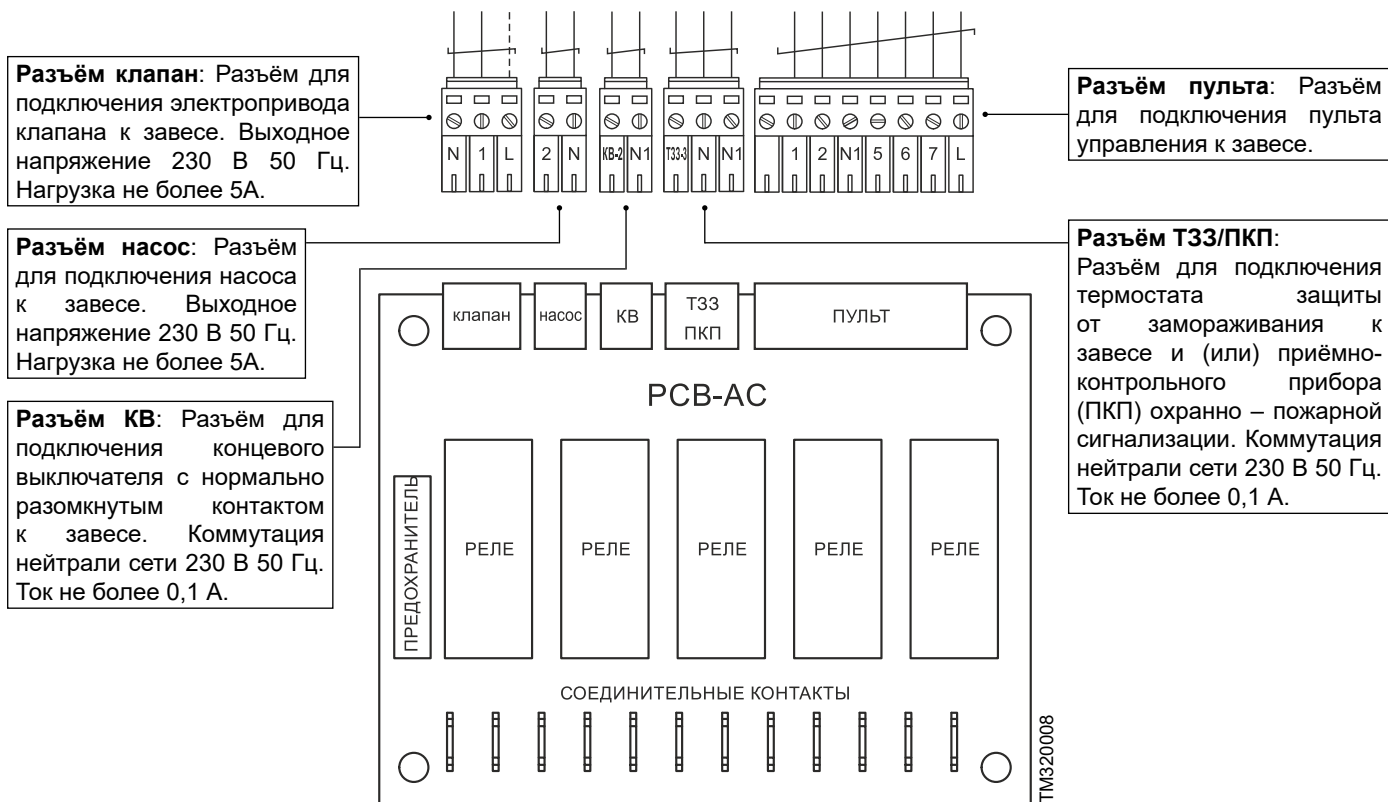 Разъём клапан: Разъём для
подключения электропривода
клапана к завесе. Выходное
напряжение 230 В 50 Гц.
Нагрузка не более 5А.
Разъём насос: Разъём
для подключения насоса
к завесе. Выходное
напряжение 230 В 50 Гц.
Нагрузка не более 5А.
Разъём КВ: Разъём для
подключения концевого
выключателя с нормально
разомкнутым контактом
к завесе. Коммутация
нейтрали сети 230 В 50 Гц.
Ток не более 0,1 А.
N 1 L 2 N КВ-2 N1 ТЗЗ-3 N N1 1 2 N1 5 6 7 L
клапан насос КВ ТЗЗ ПУЛЬТ
ПКП
PCB-AC
ПРЕДОХРАНИТЕЛЬ
РЕЛЕ РЕЛЕ РЕЛЕ РЕЛЕ РЕЛЕ
СОЕДИНИТЕЛЬНЫЕ КОНТАКТЫ
TM320008
Разъём пульта: Разъём
для подключения пульта
управления к завесе.
Разъём ТЗЗ/ПКП:
Разъём для подключения
термостата защиты
от замораживания к
завесе и (или) приёмно-
контрольного прибора
(ПКП) охранно – пожарной
сигнализации. Коммутация
нейтрали сети 230 В 50 Гц.
Ток не более 0,1 А.